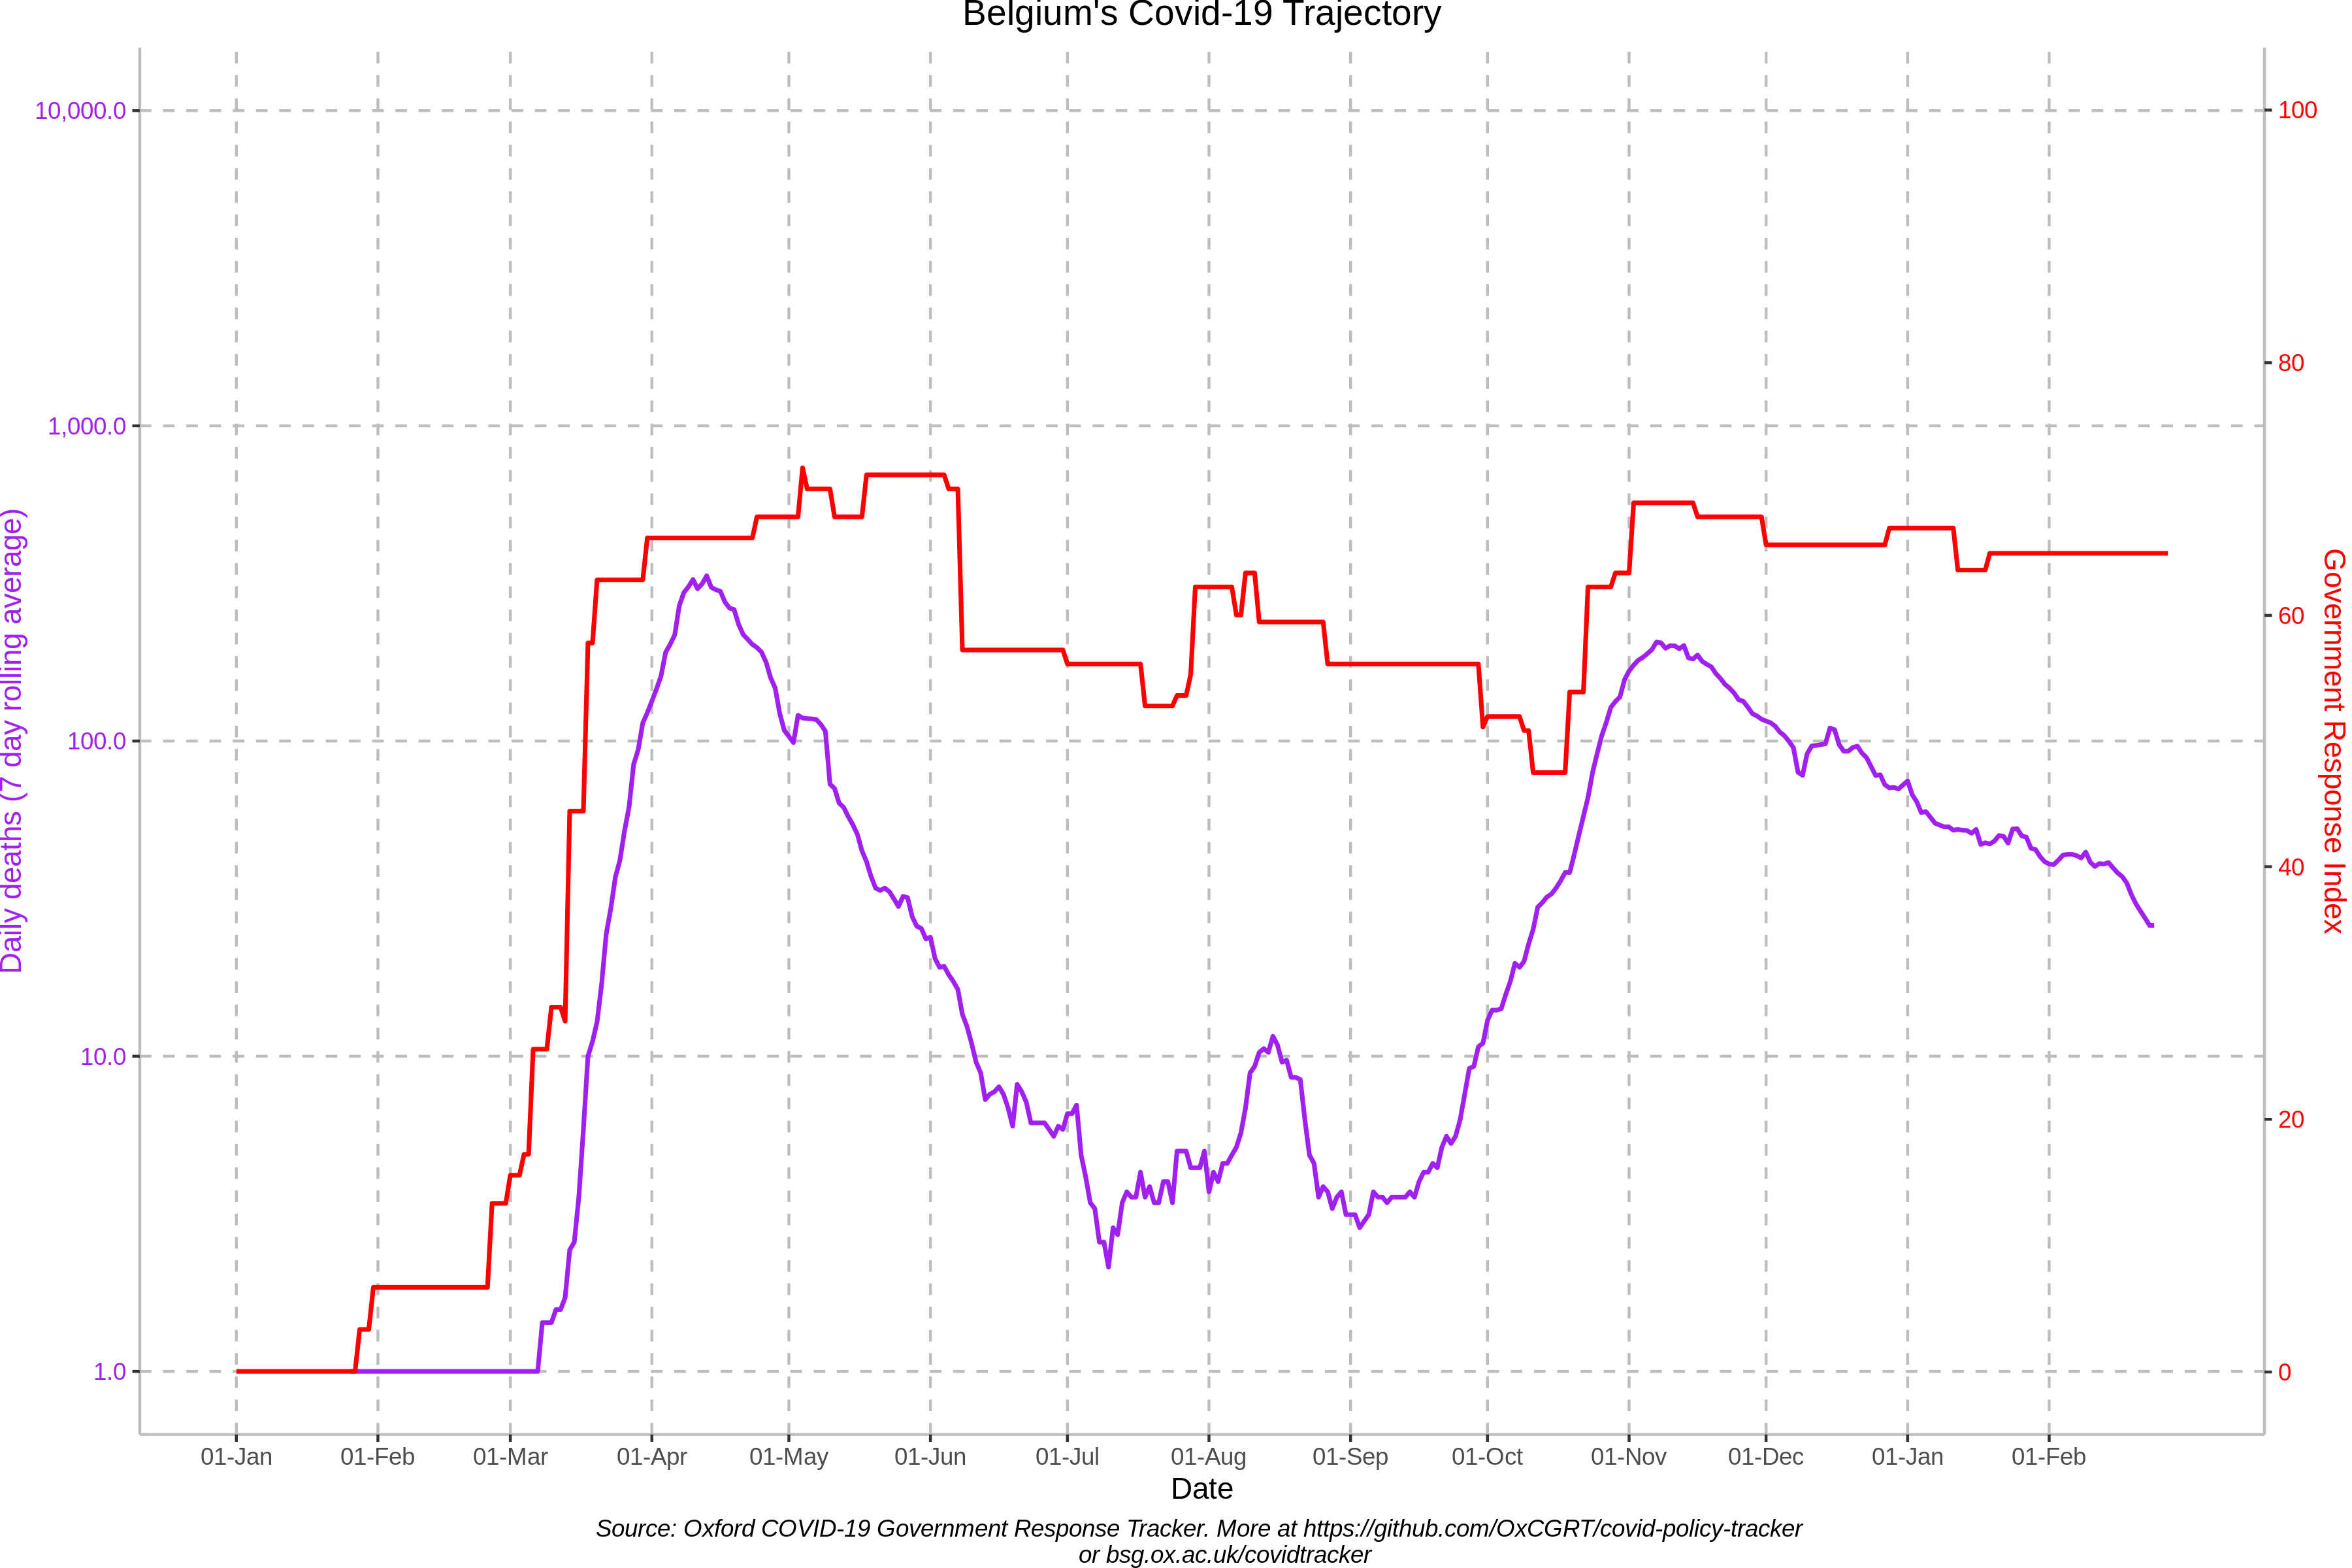 Belgium's Covid-19 Trajectory
10,000.0
1,000.0
100.0
10.0
1.0
Daily deaths (7 day rolling average)
100
80
60
40
20
0
Government Response Index
01-Jan 01-Feb 01-Mar 01-Apr 01-May 01-Jun 01-Jul 01-Aug 01-Sep 01-Oct 01-Nov 01-Dec 01-Jan 01-Feb
Date
Source: Oxford COVID-19 Government Response Tracker. More at https://github.com/OxCGRT/covid-policy-tracker
or bsg.ox.ac.uk/covidtracker